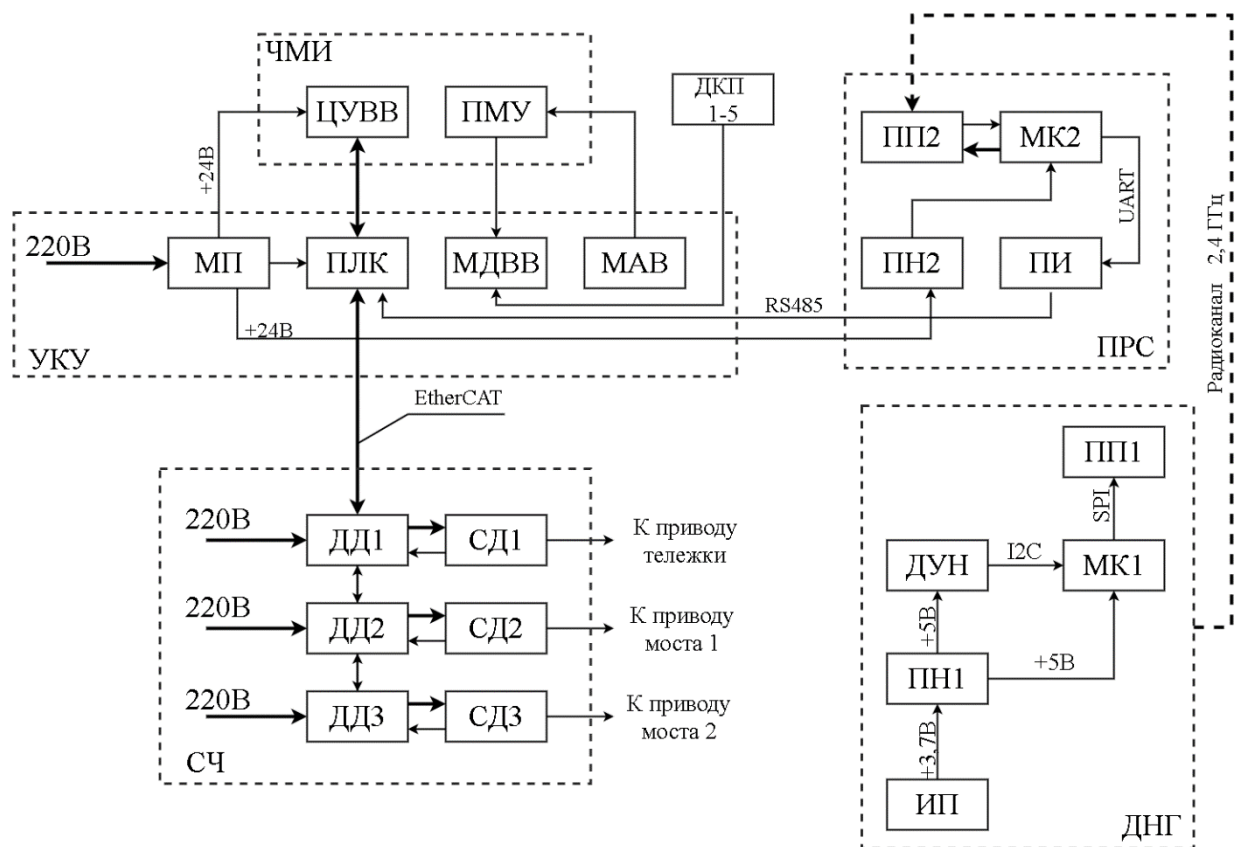 ЧМИ
ЦУВВ
ПМУ
ДКП
1-5
ПП2
МК2
+24В
UART
220В
МП
ПЛК
МДВВ
МАВ
ПН2
ПИ
Радиоканал 2,4 ГГц
RS485
+24В
УКУ
ПРС
EtherCAT
ПП1
SPI
220В
ДД1
СД1
К приводу
тележки
ДУН
I2C
МК1
220В
ДД2
СД2
К приводу
моста 1
+5В
ПН1
+5В
220В
ДД3
СД3
К приводу
моста 2
+3,7В
СЧ
ИП
ДНГ